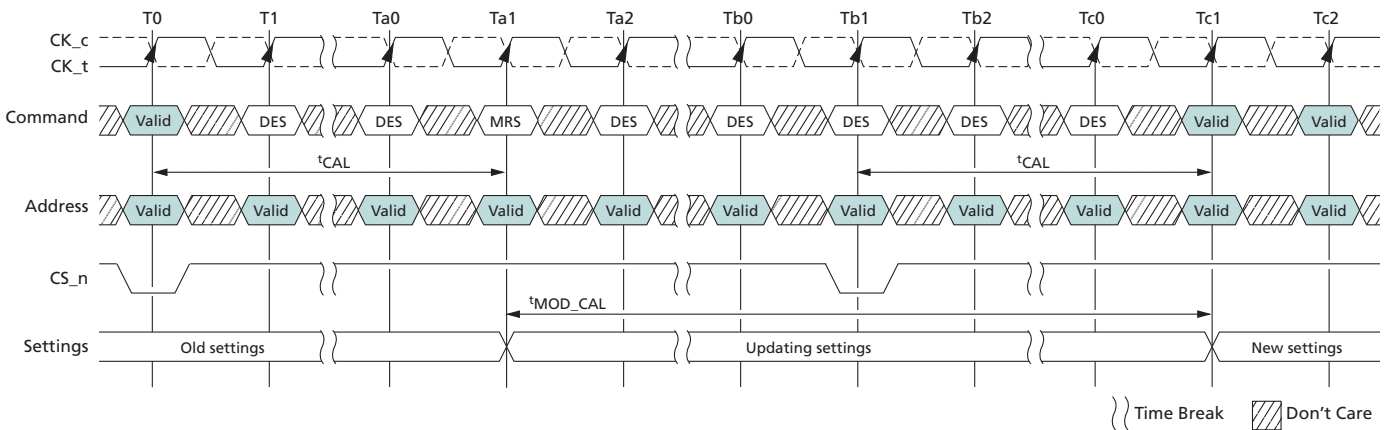 T0 T1 Ta0 Ta1 Ta2 Tb0 Tb1 Tb2 Tc0 Tc1 Tc2
CK_c
CK_t
Command Valid DES DES MRS DES DES DES DES DES Valid Valid
tCAL tCAL
Address Valid Valid Valid Valid Valid Valid Valid Valid Valid Valid Valid
CS_n
tMOD_CAL
Settings Old settings Updating settings New settings
Time Break Don't Care